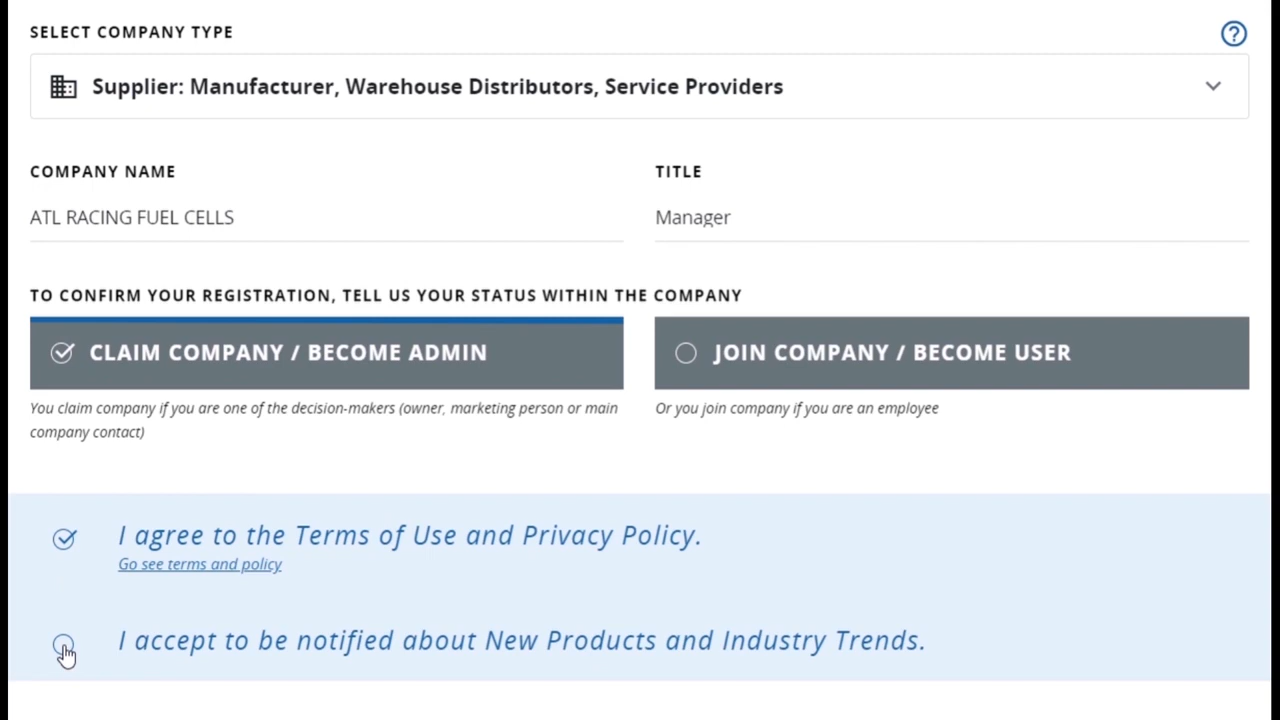 SELECT COMPANY TYPE
Supplier: Manufacturer, Warehouse Distributors, Service Providers
COMPANY NAME
TITLE
ATL RACING FUEL CELLS
Manager
TO CONFIRM YOUR REGISTRATION, TELL US YOUR STATUS WITHIN THE COMPANY
CLAIM COMPANY / BECOME ADMIN
JOIN COMPANY / BECOME USER
You claim company if you are one of the decision-makers (owner, marketing person or main
company contact)
Or you join company if you are an employee
I agree to the Terms of Use and Privacy Policy.
Go see terms and policy
I accept to be notified about New Products and Industry Trends.